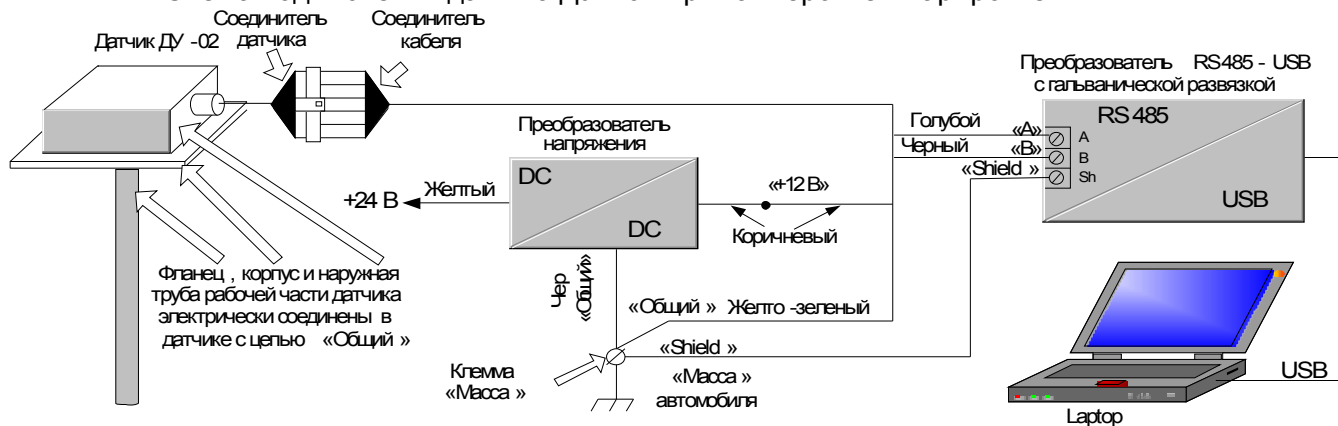 Соединитель
датчика
Соединитель
кабеля
Датчик ДУ -02
Преобразователь RS485 - USB
с гальванической развязкой
RS 485
Преобразователь
напряжения
Голубой «А» A
Черный «В» B
«Shield » Sh
USB
DC
DC
+24 В
Желтый
«+12 В»
Коричневый
Фланец , корпус и наружная
труба рабочей части датчика
электрически соединены в
датчике с цепью «Общий »
Чер
«Общий»
«Общий » Желто -зеленый
«Shield »
Клемма
«Масса »
«Масса »
автомобиля
USB
Laptop